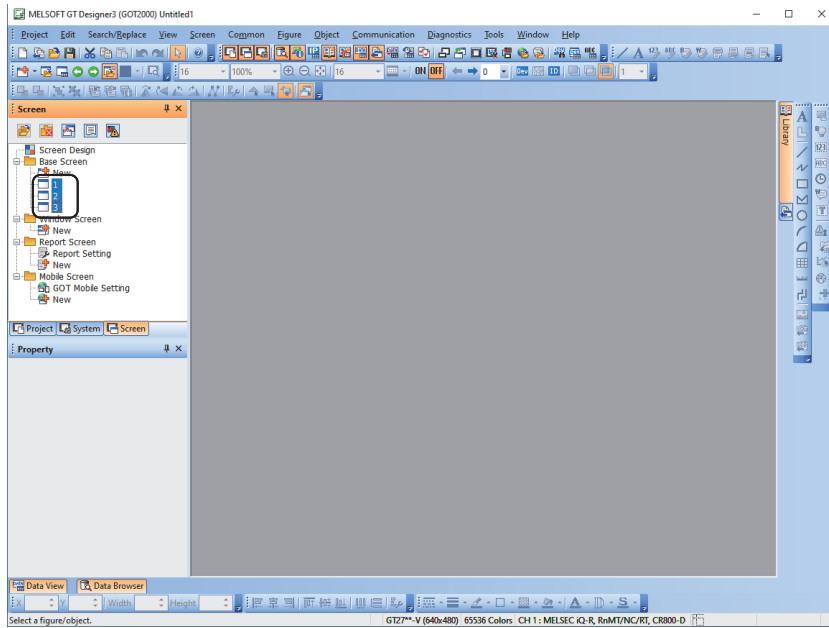 MELSOFT GT Designer3 (GOT2000) Untitled1
Project Edit Search/Replace View Screen Common Figure Object Communication Diagnostics Tools Window Help
16 100% 16 ON OFF 0 Dev ID 1
Screen
Screen Design
Base Screen
New
1
2
3
Window Screen
New
Report Screen
Report Setting
New
Mobile Screen
GOT Mobile Setting
New
Project System Screen
Property
Library
Data View Data Browser
X Y Width Height
Select a figure/object. GT27**-V (640x480) 65536 Colors CH 1 : MELSEC iQ-R, RnMT/NC/RT, CR800-D